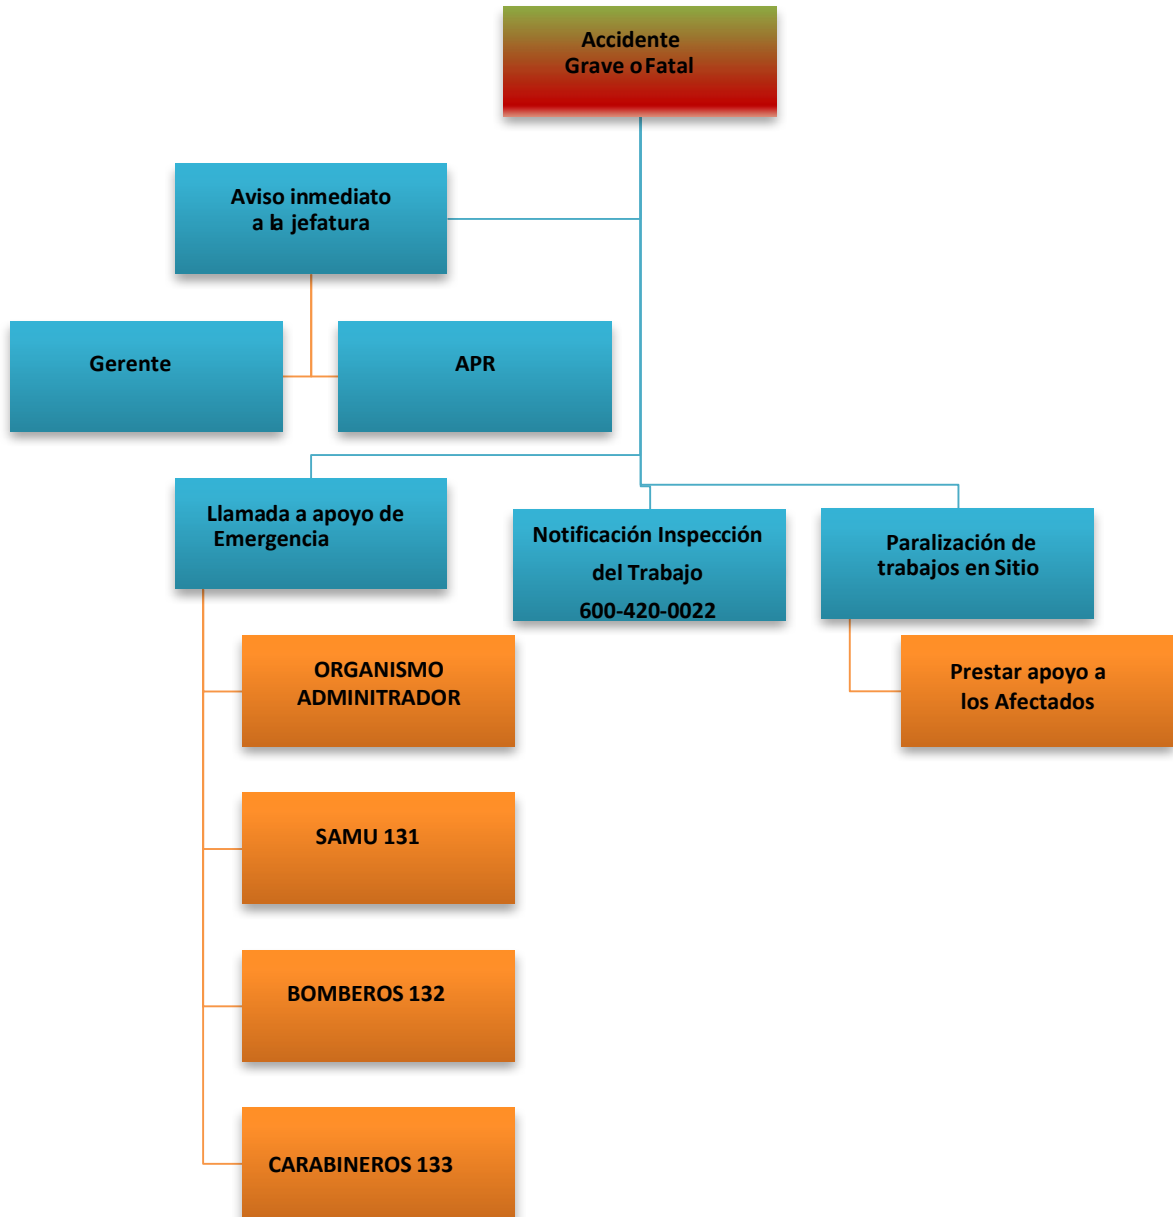 Accidente
Grave o Fatal
Aviso inmediato
a la jefatura
Gerente
APR
Llamada a apoyo de
Emergencia
Notificación Inspección
del Trabajo
600-420-0022
Paralización de
trabajos en Sitio
ORGANISMO
ADMINITRADOR
Prestar apoyo a
los Afectados
SAMU 131
BOMBEROS 132
CARABINEROS 133